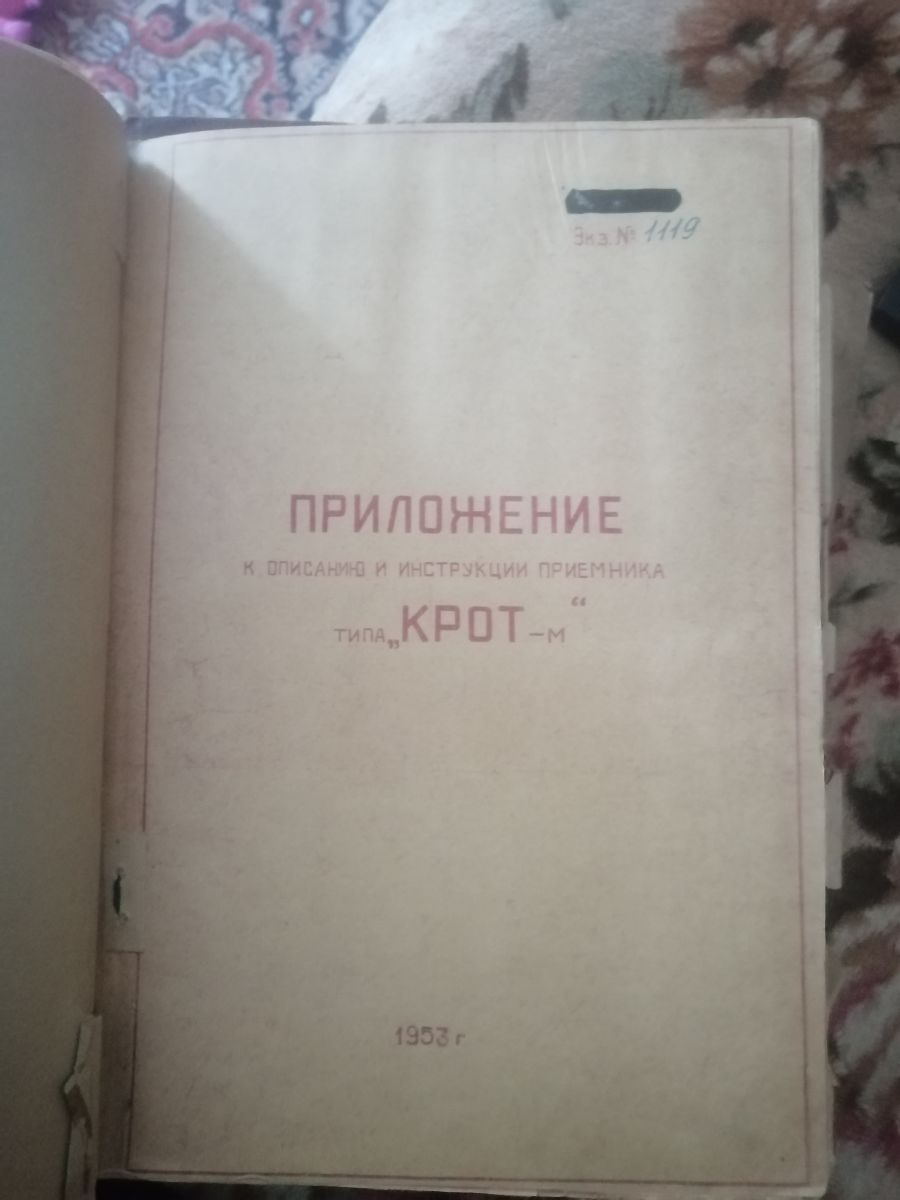 Экз. № 1119
ПРИЛОЖЕНИЕ
К ОПИСАНИЮ И ИНСТРУКЦИИ ПРИЕМНИКА
ТИПА „КРОТ-М“
1953 г